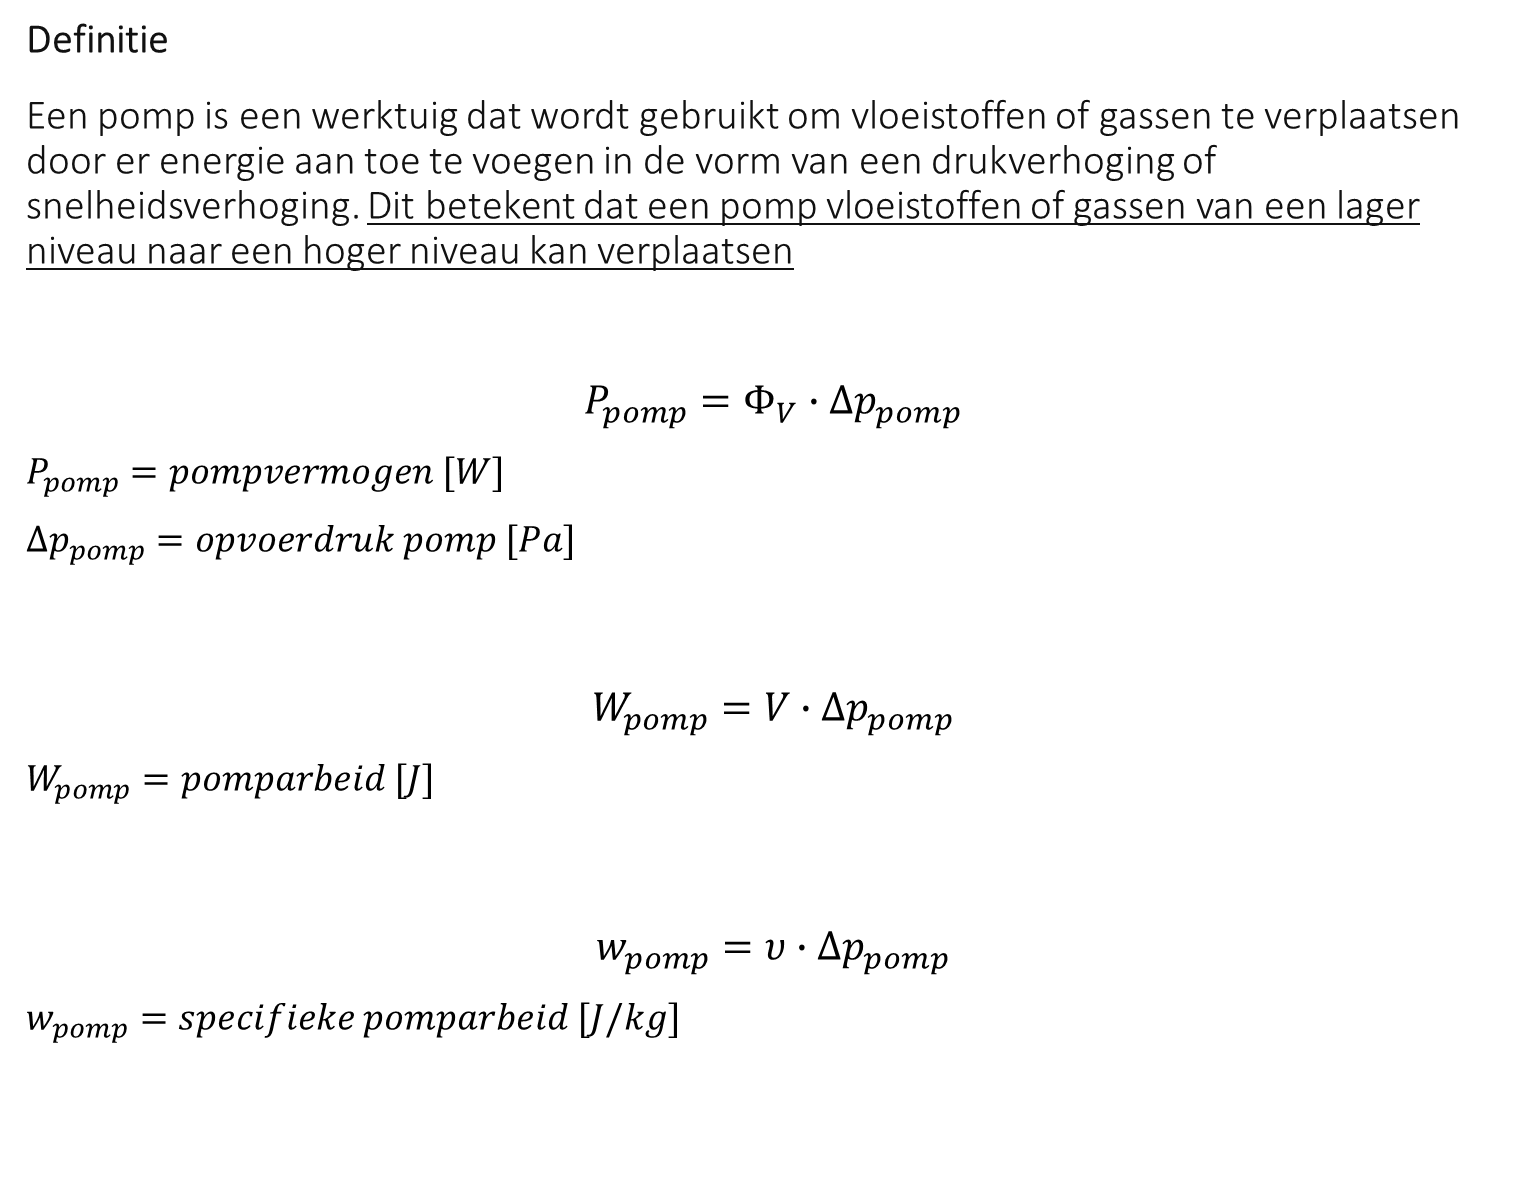 Definitie
Een pomp is een werktuig dat wordt gebruikt om vloeistoffen of gassen te verplaatsen
door er energie aan toe te voegen in de vorm van een drukverhoging of
snelheidsverhoging. Dit betekent dat een pomp vloeistoffen of gassen van een lager
niveau naar een hoger niveau kan verplaatsen
P_pomp = Φ_V · Δp_pomp
P_pomp = pompvermogen [W]
Δp_pomp = opvoerdruk pomp [Pa]
W_pomp = V · Δp_pomp
W_pomp = pomparbeid [J]
w_pomp = υ · Δp_pomp
w_pomp = specifieke pomparbeid [J/kg]